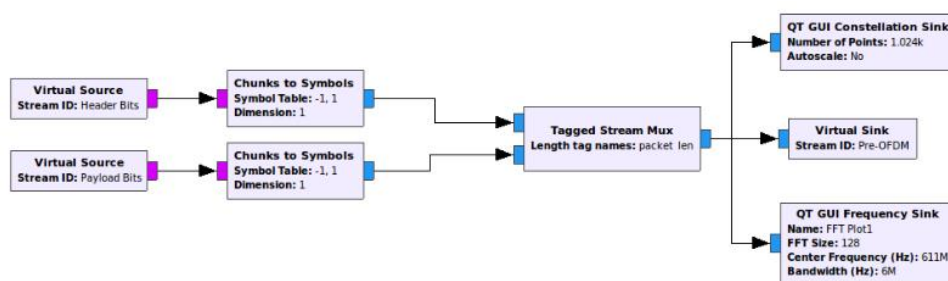 Virtual Source
Stream ID: Header Bits
Chunks to Symbols
Symbol Table: -1, 1
Dimension: 1
Virtual Source
Stream ID: Payload Bits
Chunks to Symbols
Symbol Table: -1, 1
Dimension: 1
Tagged Stream Mux
Length tag names: packet_len
QT GUI Constellation Sink
Number of Points: 1.024k
Autoscale: No
Virtual Sink
Stream ID: Pre-OFDM
QT GUI Frequency Sink
Name: FFT Plot1
FFT Size: 128
Center Frequency (Hz): 611M
Bandwidth (Hz): 6M